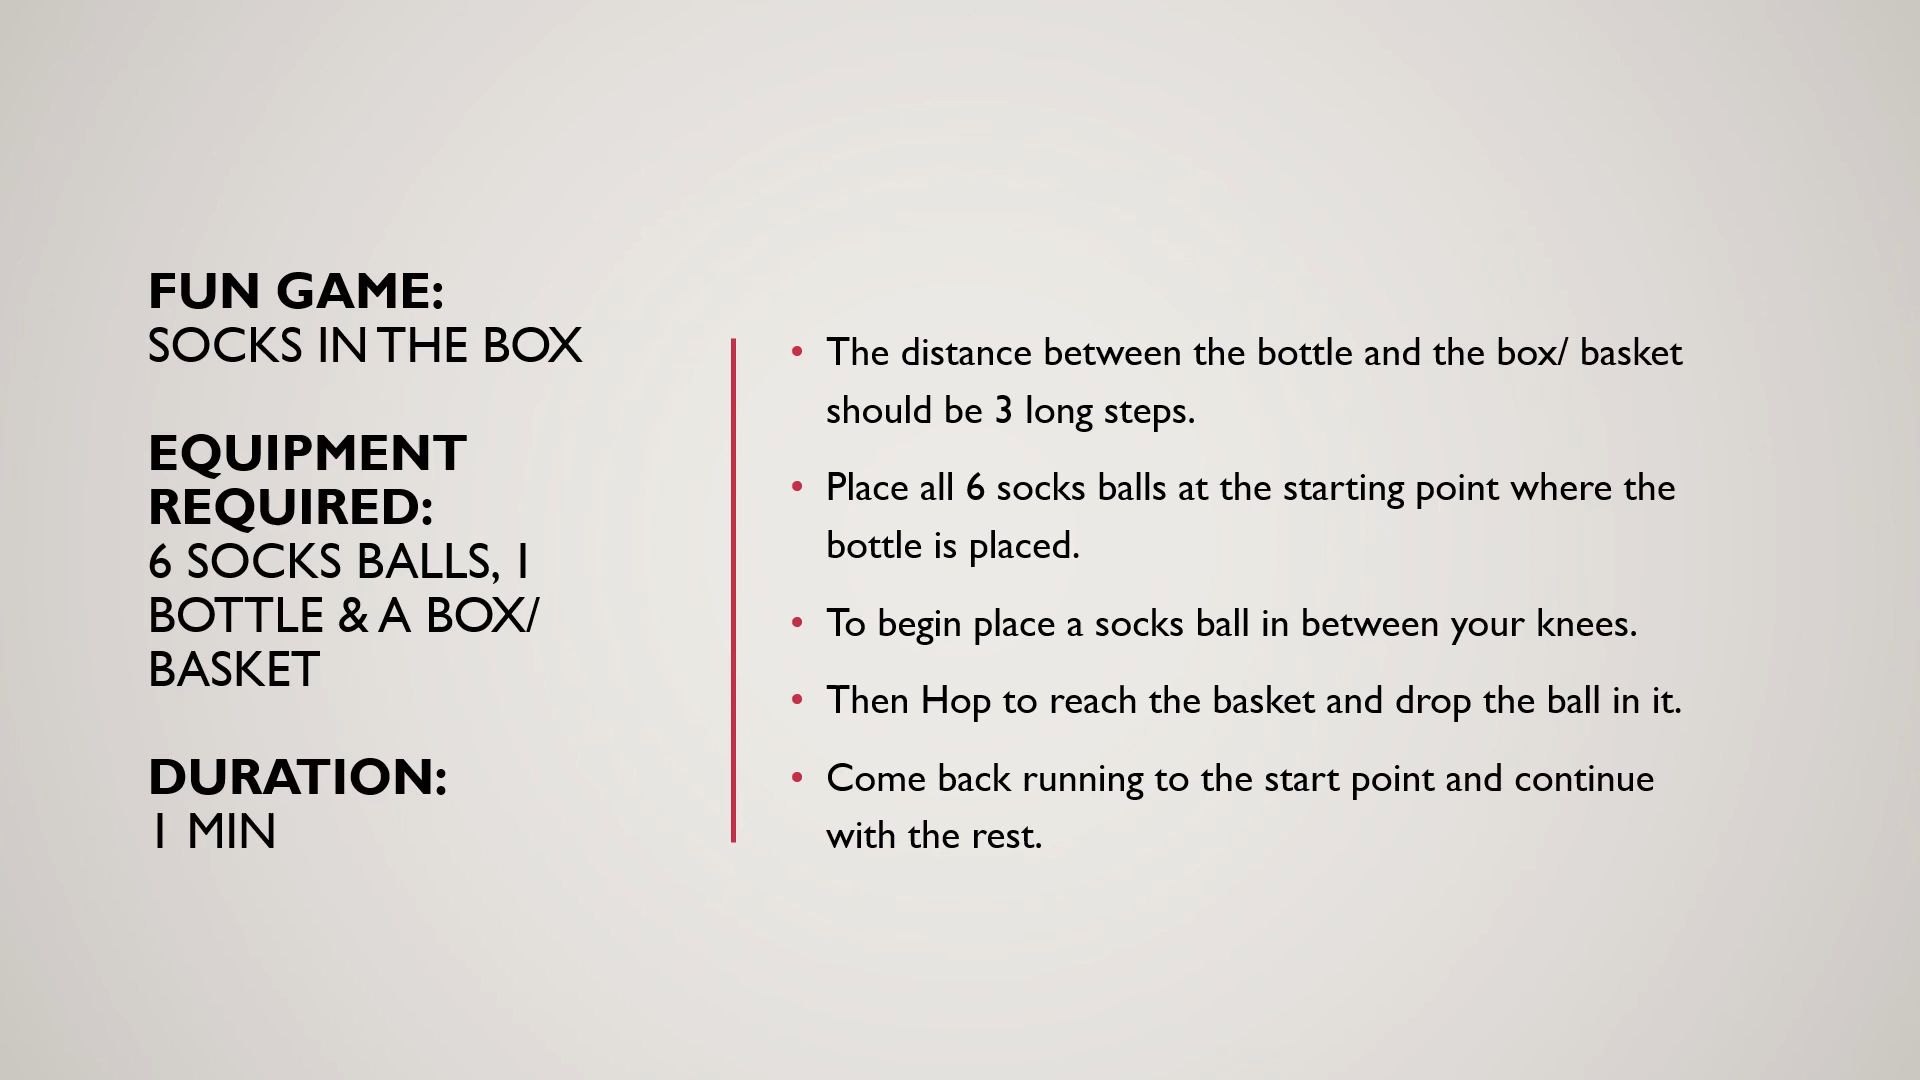 FUN GAME:
SOCKS IN THE BOX
EQUIPMENT
REQUIRED:
6 SOCKS BALLS, 1
BOTTLE & A BOX/
BASKET
DURATION:
1 MIN
• The distance between the bottle and the box/ basket
should be 3 long steps.
• Place all 6 socks balls at the starting point where the
bottle is placed.
• To begin place a socks ball in between your knees.
• Then Hop to reach the basket and drop the ball in it.
• Come back running to the start point and continue
with the rest.